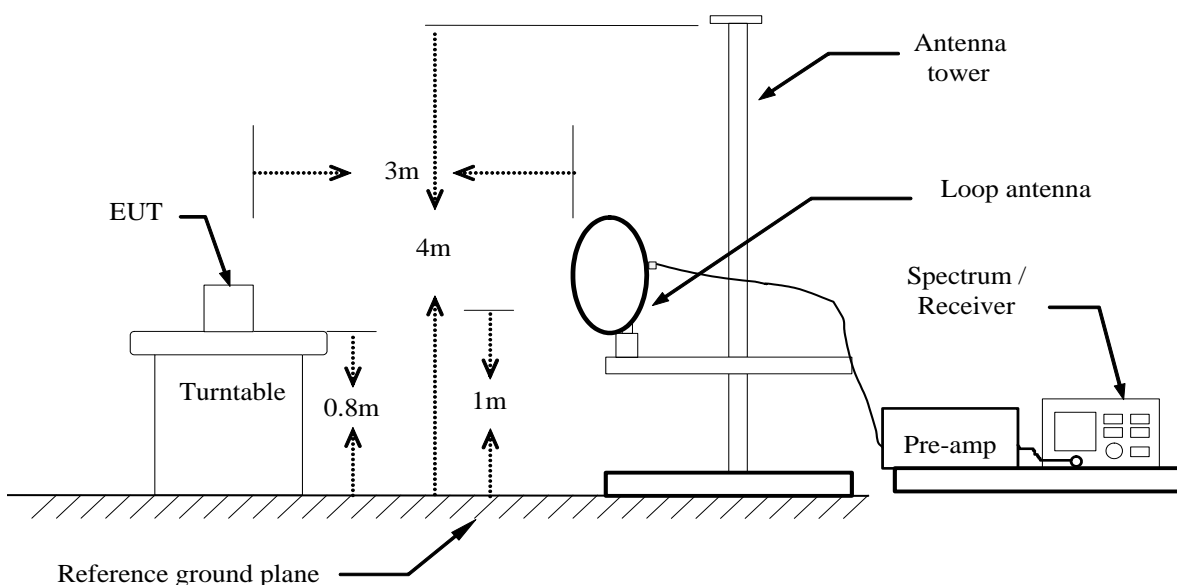 Antenna
tower
3m
Loop antenna
EUT
4m
Spectrum /
Receiver
Turntable
0.8m
1m
Pre-amp
Reference ground plane